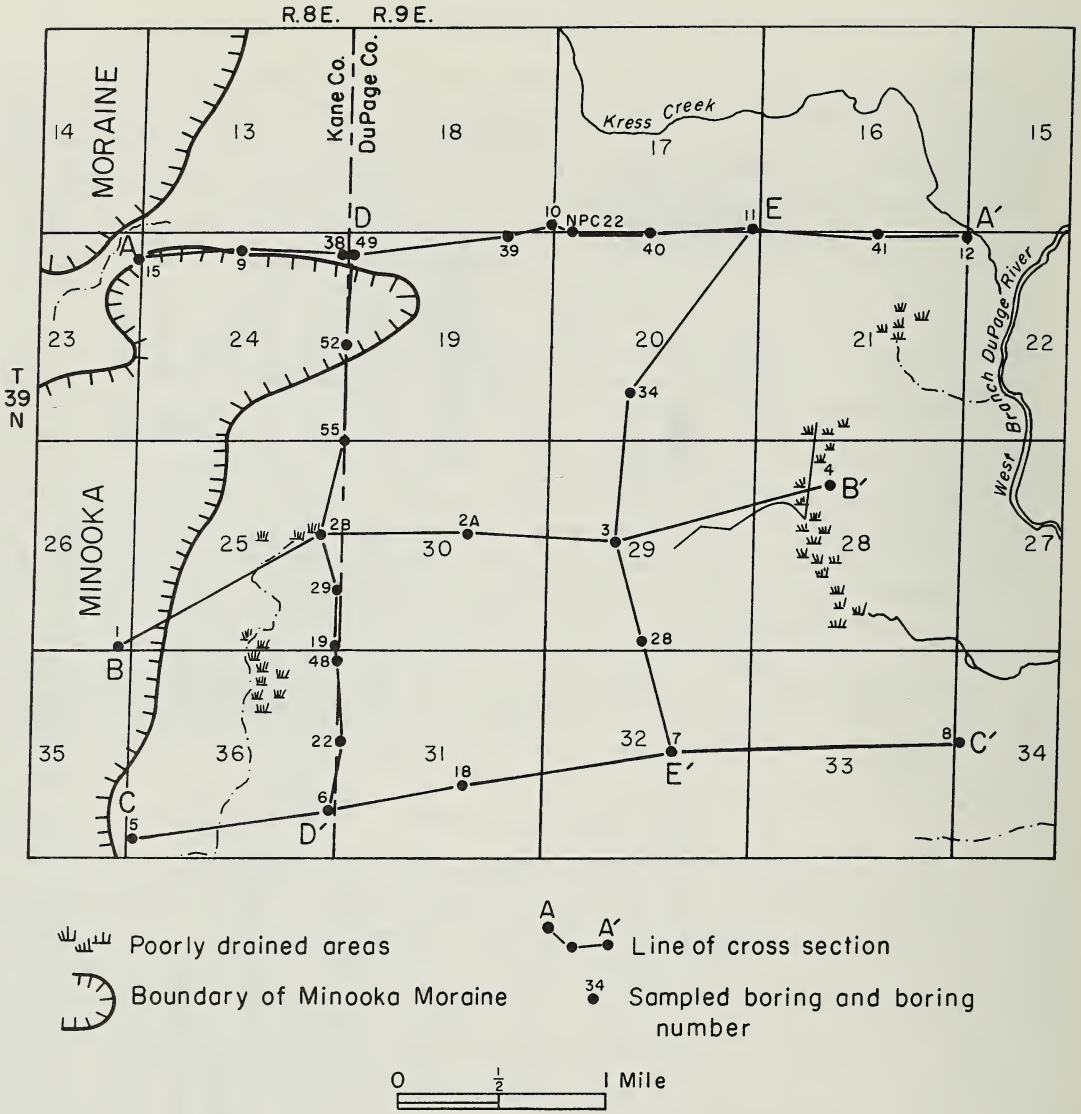 R.8E. R.9E.
Kane Co.
DuPage Co.
14 13 18 17 16 15
MORAINE
Kress Creek
D E
A A'
15 9 38 49 39 10 NPC22 40 11 41 12
23 24 19 20 21 22
52
34
T
39
N
West Branch DuPage River
55
4
B'
MINOOKA
26 25 2B 30 2A 3 29 28 27
29
1
B
19
48
28
35 36 31 32 33 34
22
7
E'
8
C'
18
C
5
6
D'
Poorly drained areas
Boundary of Minooka Moraine
A A'
Line of cross section
34
Sampled boring and boring
number
0 1/2 1 Mile